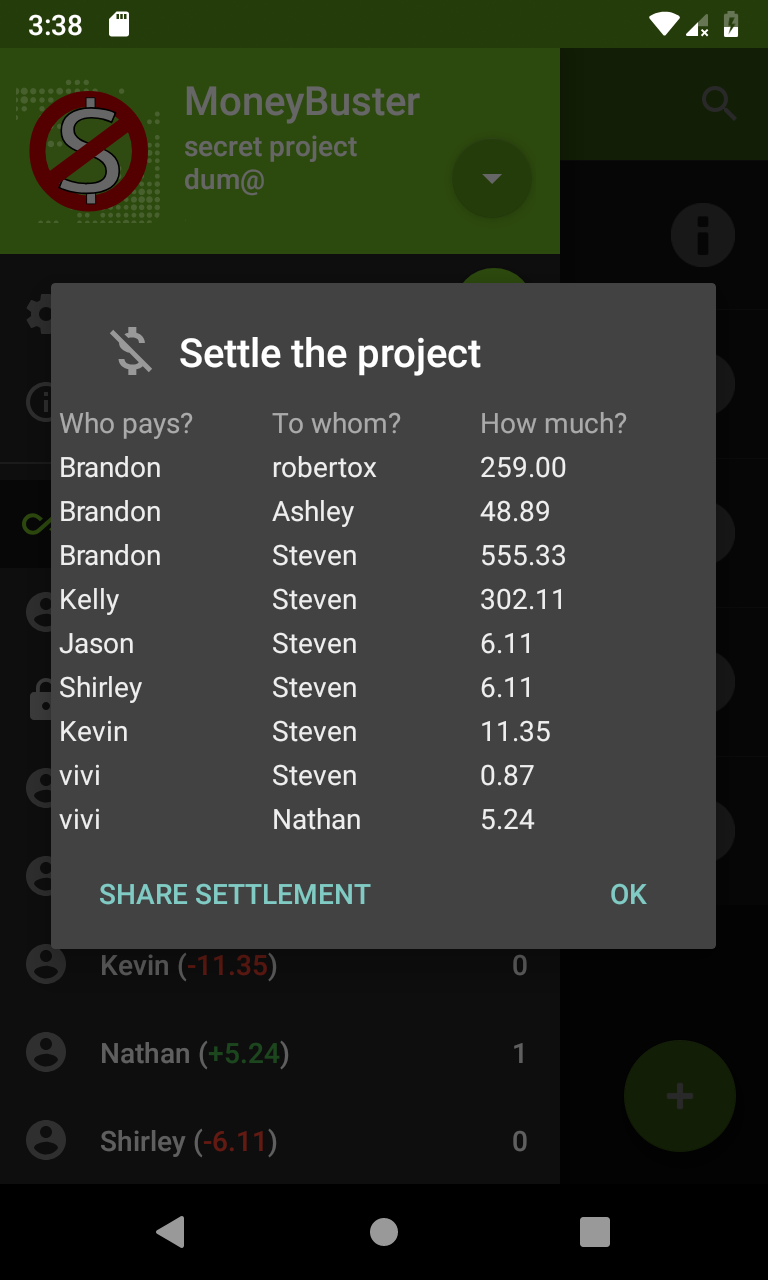 3:38
MoneyBuster
secret project
dum@
Settle the project
Who pays? To whom? How much?
Brandon robertox 259.00
Brandon Ashley 48.89
Brandon Steven 555.33
Kelly Steven 302.11
Jason Steven 6.11
Shirley Steven 6.11
Kevin Steven 11.35
vivi Steven 0.87
vivi Nathan 5.24
SHARE SETTLEMENT OK
Kevin (-11.35) 0
Nathan (+5.24) 1
Shirley (-6.11) 0